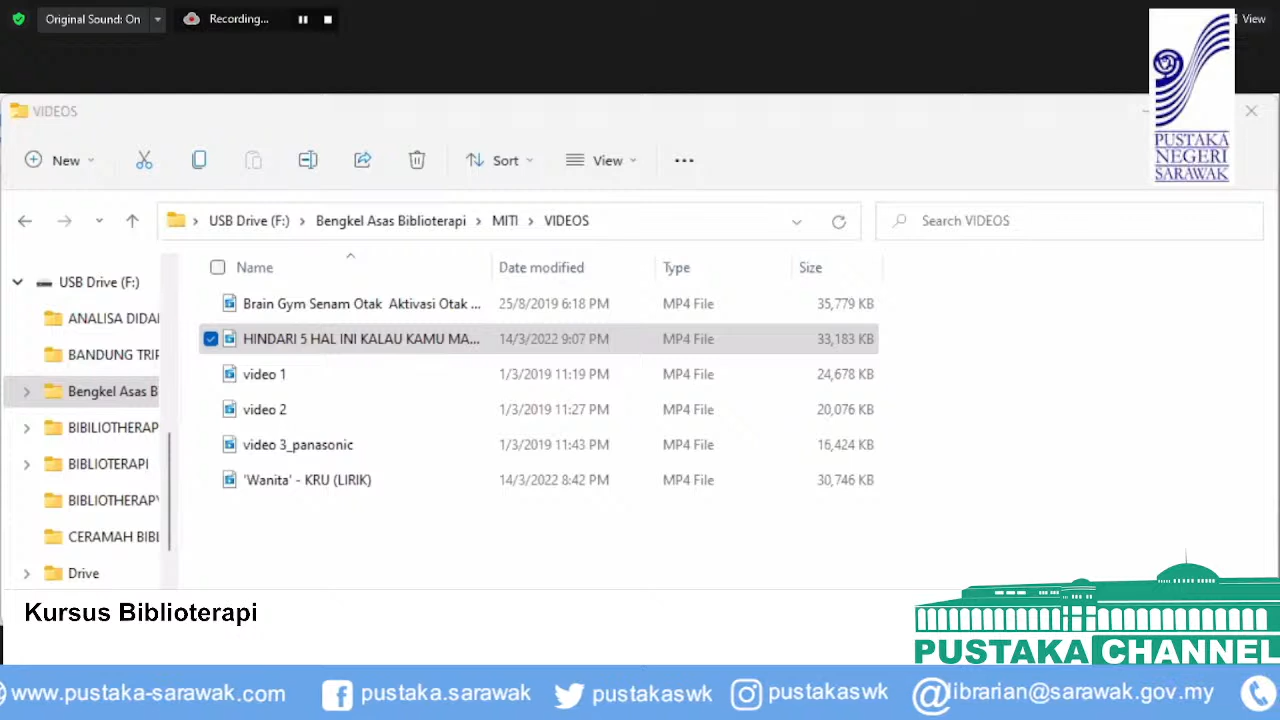 Original Sound: On
Recording...
View
PUSTAKA
NEGERI
SARAWAK
VIDEOS
New
Sort
View
USB Drive (F:) > Bengkel Asas Biblioterapi > MITI > VIDEOS
Search VIDEOS
Name Date modified Type Size
USB Drive (F:)
ANALISA DIDA
BANDUNG TRIP
Bengkel Asas B
BIBILIOTHERAP
BIBLIOTERAPI
BIBLIOTHERAPY
CERAMAH BIBL
Drive
Brain Gym Senam Otak Aktivasi Otak ... 25/8/2019 6:18 PM MP4 File 35,779 KB
HINDARI 5 HAL INI KALAU KAMU MA... 14/3/2022 9:07 PM MP4 File 33,183 KB
video 1 1/3/2019 11:19 PM MP4 File 24,678 KB
video 2 1/3/2019 11:27 PM MP4 File 20,076 KB
video 3_panasonic 1/3/2019 11:43 PM MP4 File 16,424 KB
'Wanita' - KRU (LIRIK) 14/3/2022 8:42 PM MP4 File 30,746 KB
Kursus Biblioterapi
PUSTAKA CHANNEL
www.pustaka-sarawak.com pustaka.sarawak pustakaswk pustakaswk librarian@sarawak.gov.my